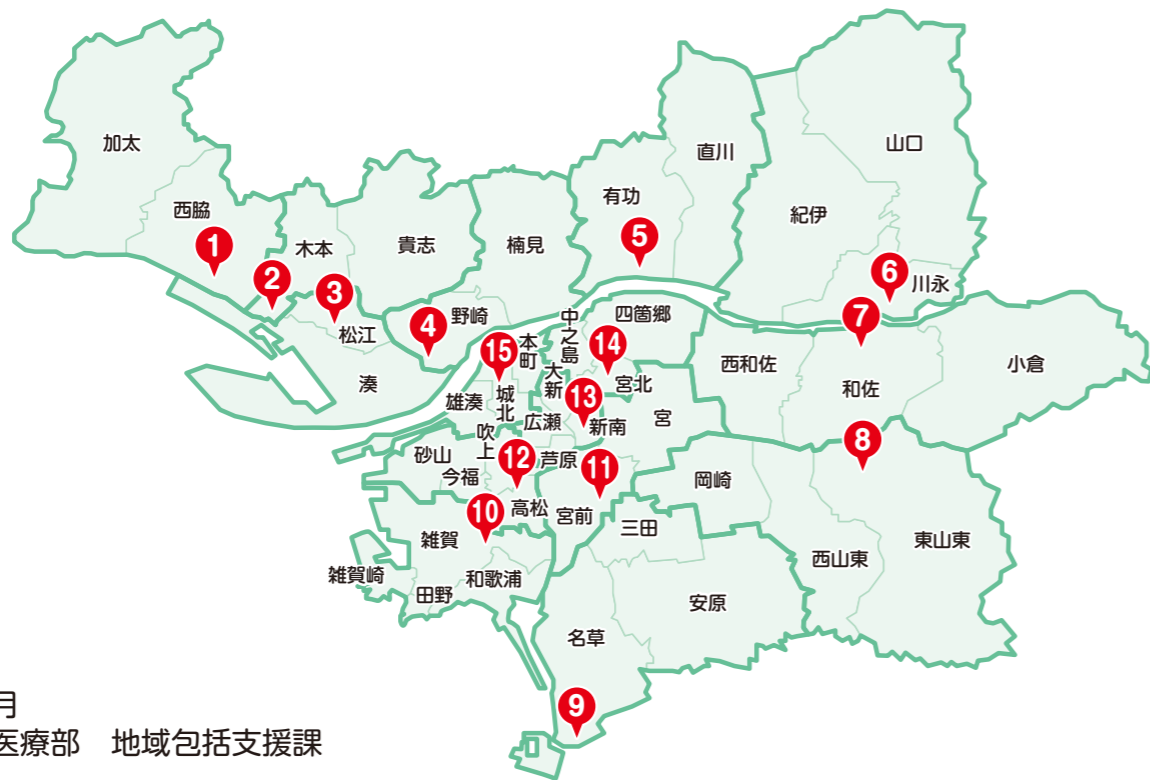 加太
西脇
1
2
木本
3
松江
湊
貴志
4
野崎
楠見
有功
5
直川
紀伊
山口
6
川永
7
和佐
西和佐
小倉
8
西山東
東山東
岡崎
三田
安原
名草
9
中之島
四箇郷
14
宮北
宮
大新
13
新南
本町
15
城北
雄湊
広瀬
吹上
砂山
今福
12
芦原
11
宮前
高松
10
雑賀
雑賀崎
田野
和歌浦
月
医療部　地域包括支援課